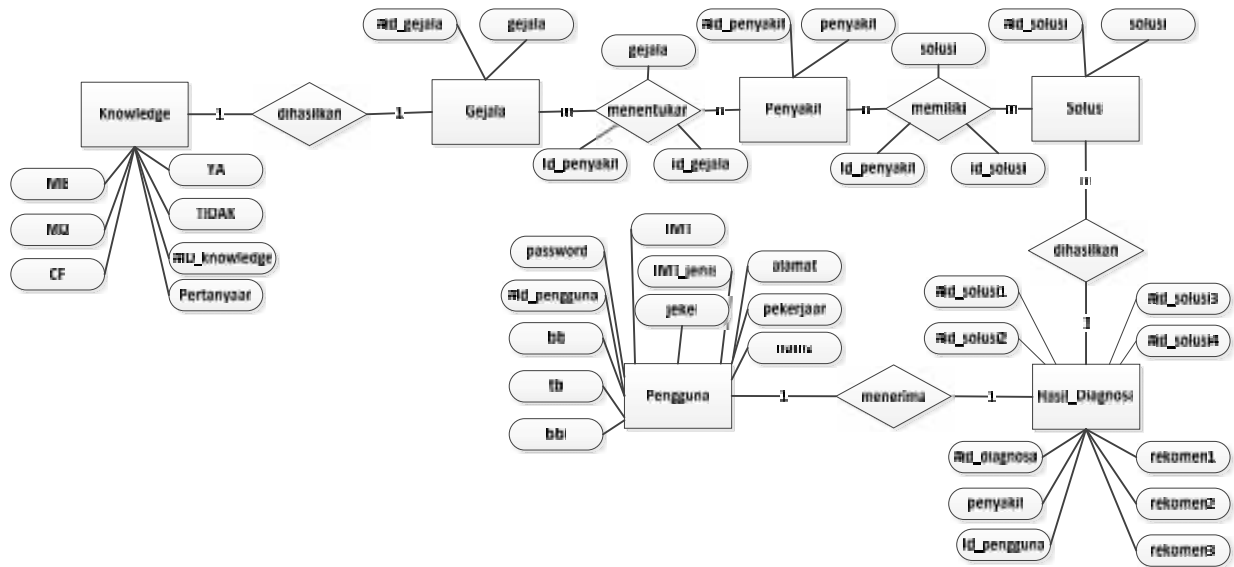 #id_gejala
gejala
#id_penyakit
penyakit
#id_solusi
solusi
gejala
solusi
Knowledge
1
dihasilkan
1
Gejala
m
menentukan
n
Penyakit
n
memiliki
m
Solusi
id_penyakit
id_gejala
id_penyakit
id_solusi
MB
YA
MD
TIDAK
CF
#ID_knowledge
Pertanyaan
m
dihasilkan
1
password
IMT
alamat
#id_pengguna
IMT_jenis
pekerjaan
bb
jekel
nama
tb
bbi
#id_solusi1
#id_solusi3
#id_solusi2
#id_solusi4
Pengguna
1
menerima
1
Hasil_Diagnosa
#id_diagnosa
rekomen1
penyakit
rekomen2
id_pengguna
rekomen3